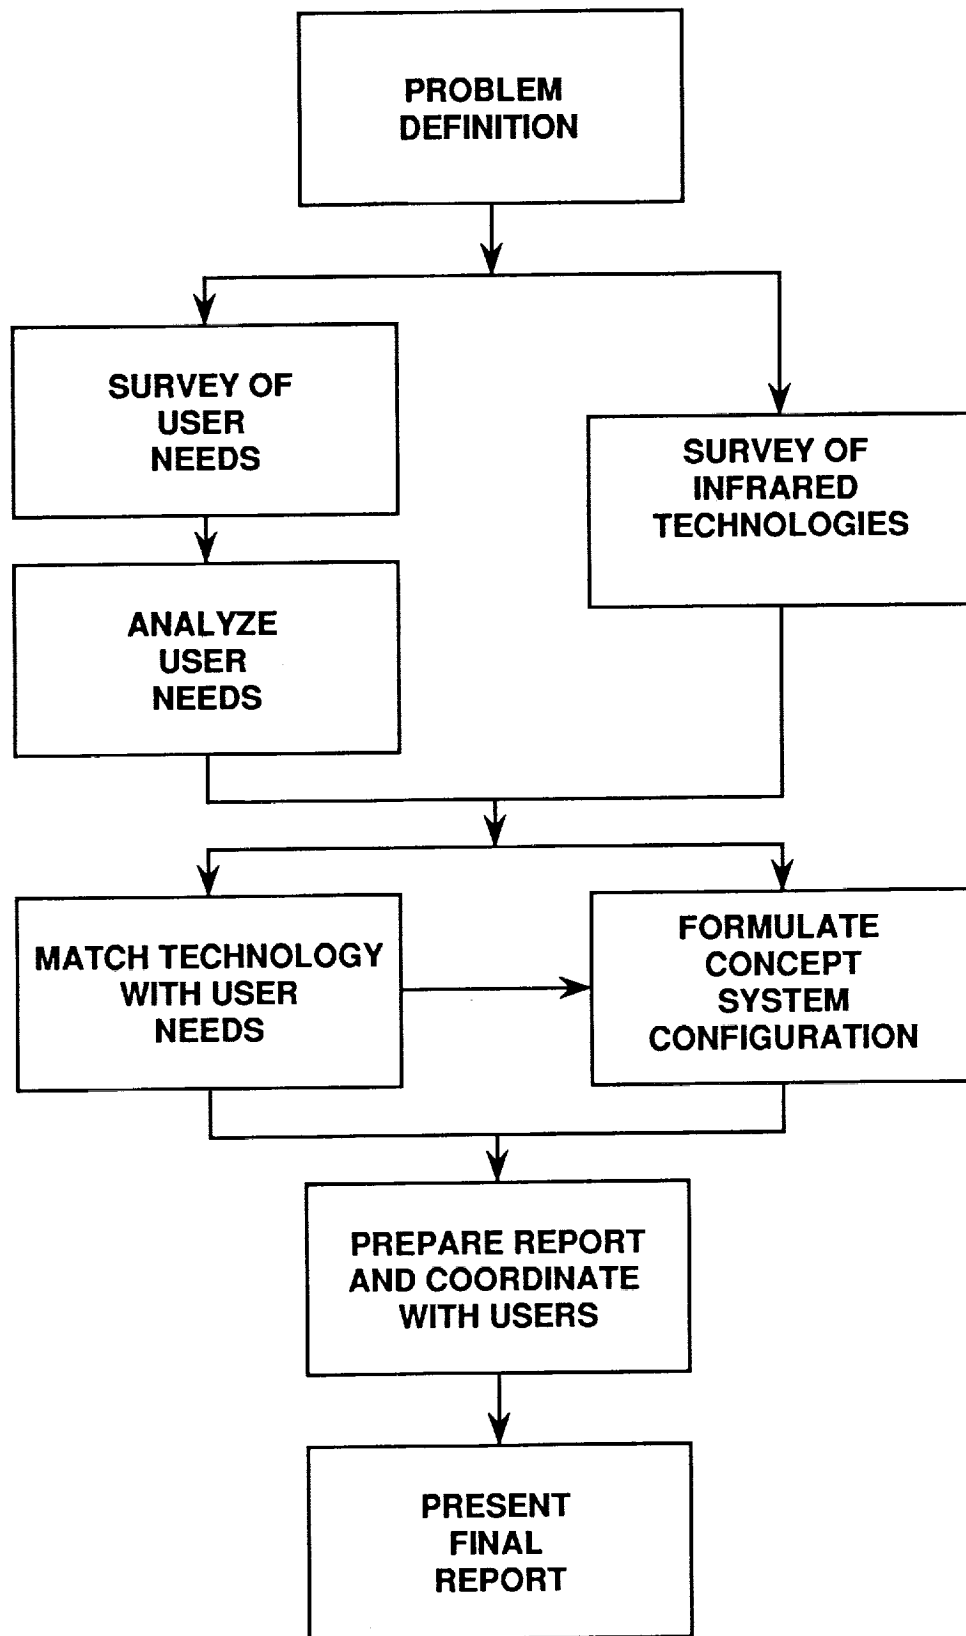 PROBLEM
DEFINITION
SURVEY OF
USER
NEEDS
SURVEY OF
INFRARED
TECHNOLOGIES
ANALYZE
USER
NEEDS
MATCH TECHNOLOGY
WITH USER
NEEDS
FORMULATE
CONCEPT
SYSTEM
CONFIGURATION
PREPARE REPORT
AND COORDINATE
WITH USERS
PRESENT
FINAL
REPORT